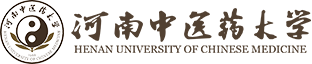 河南中医药大学
HENAN UNIVERSITY OF CHINESE MEDICINE